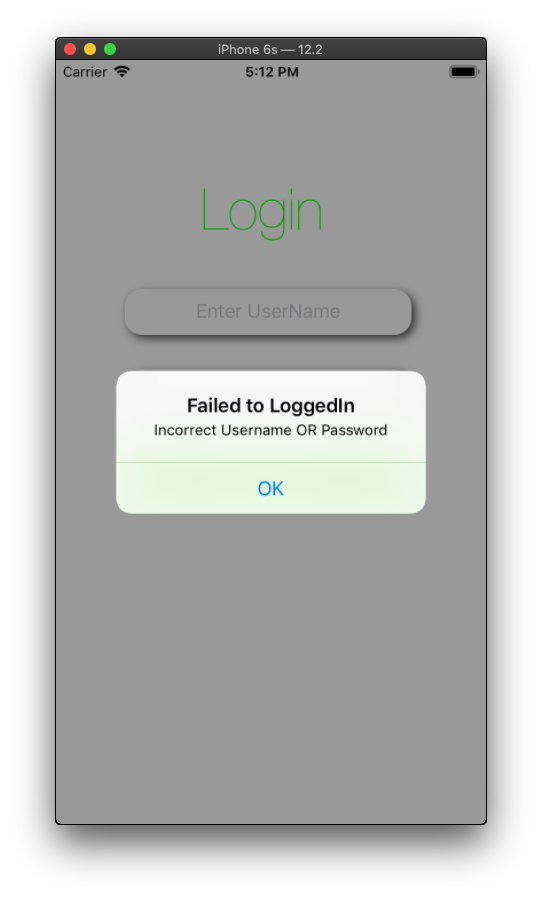 iPhone 6s — 12.2
Carrier 5:12 PM
Login
Enter UserName
Failed to LoggedIn
Incorrect Username OR Password
OK